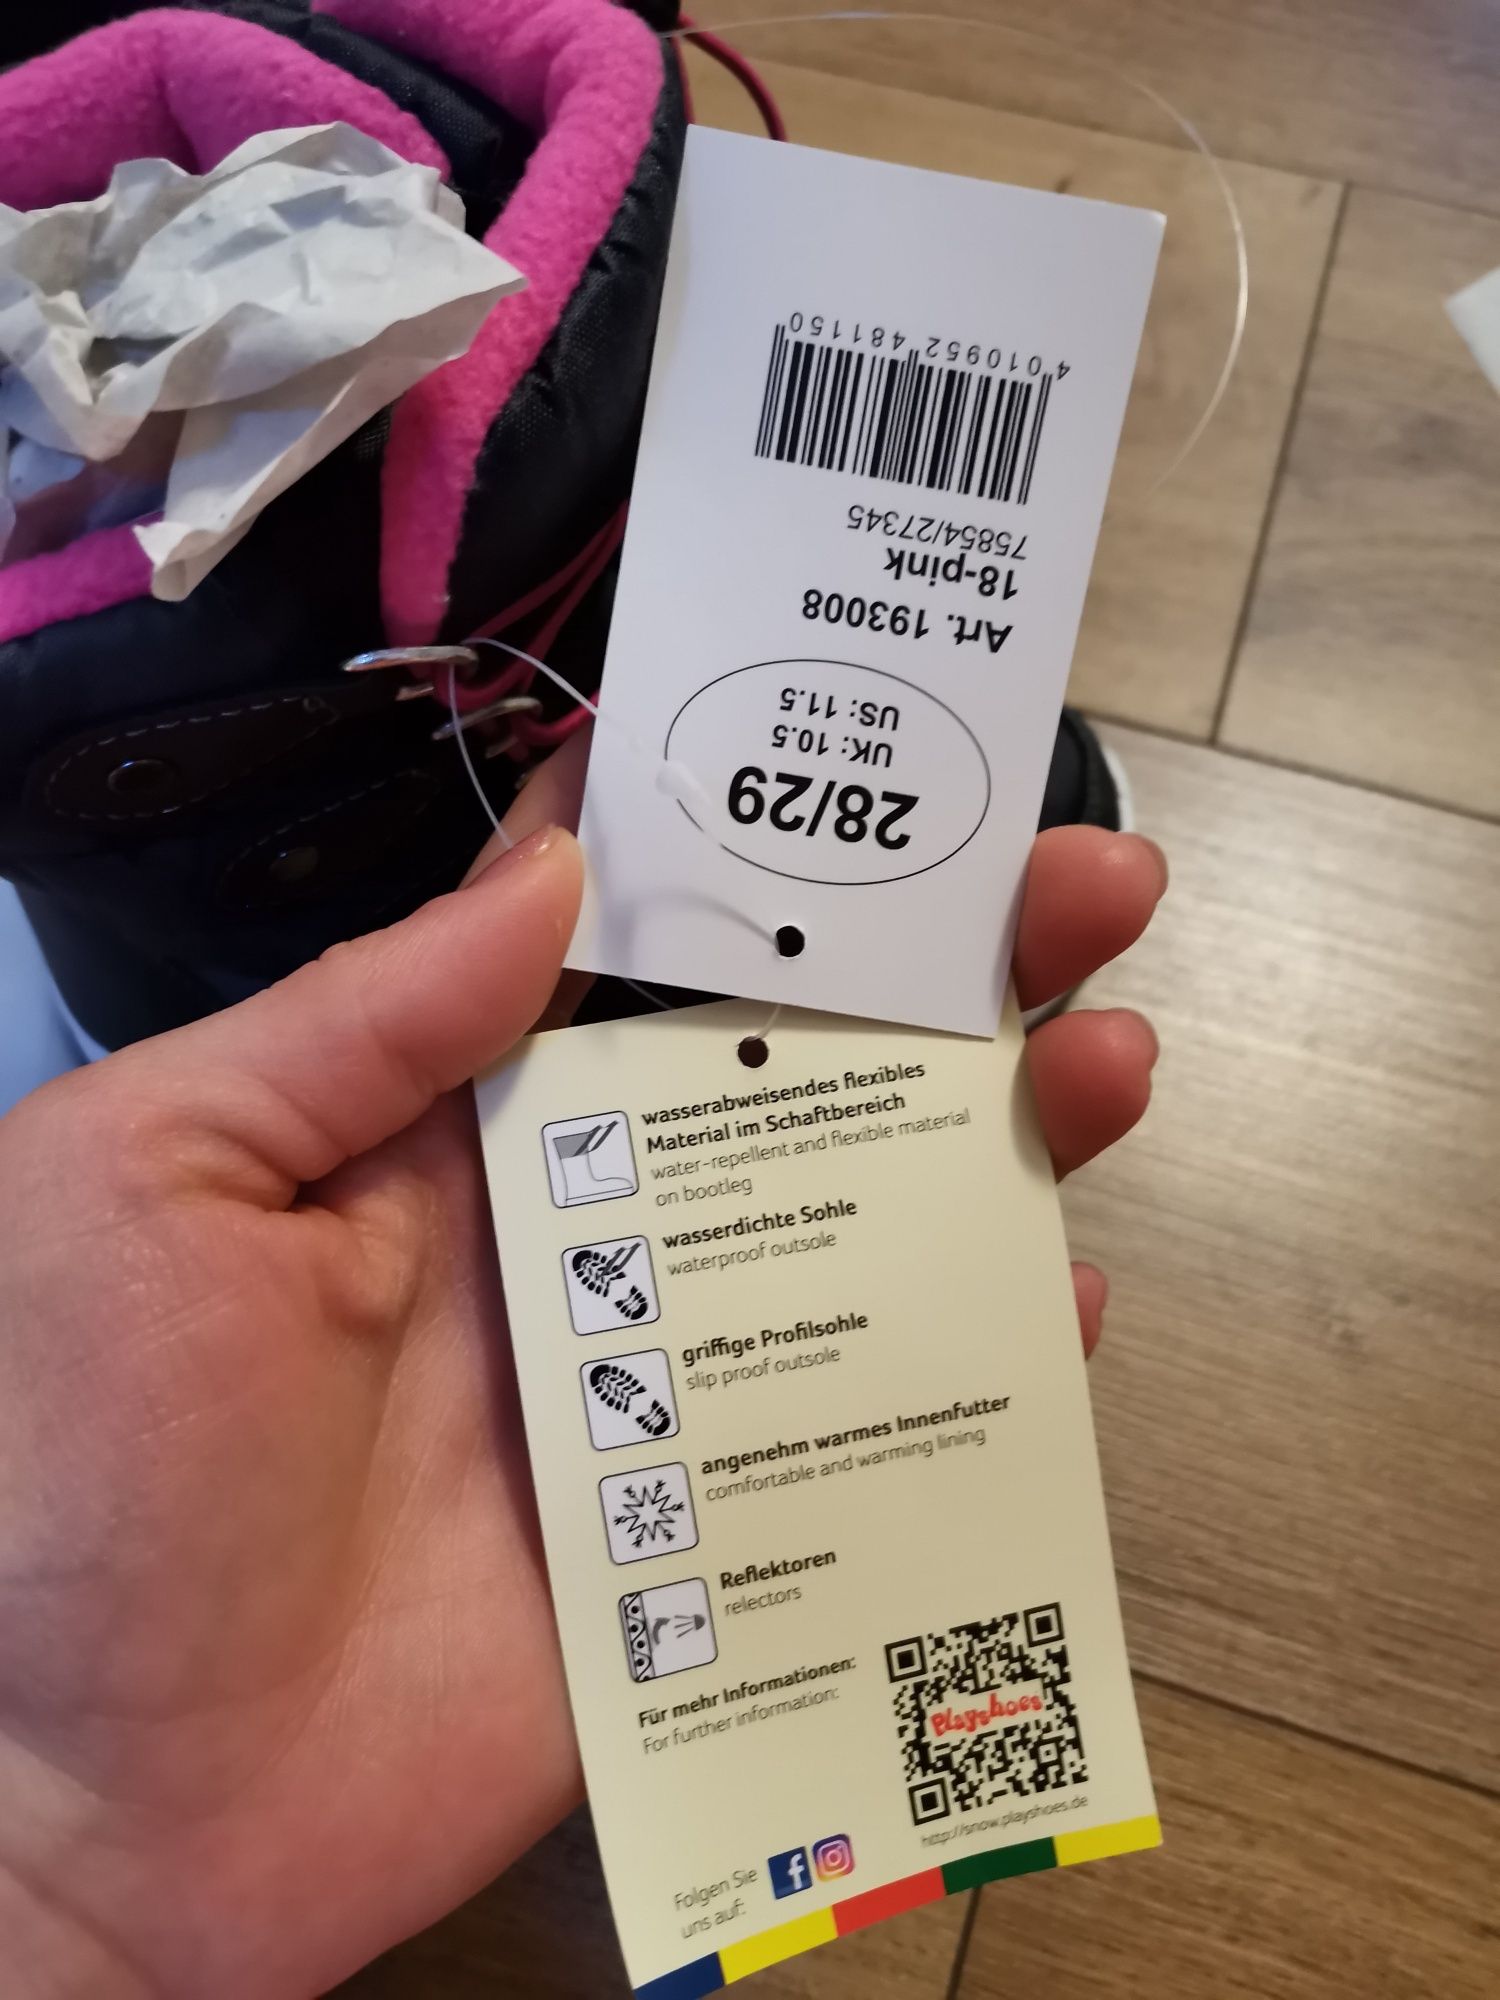 28/29
UK: 10.5
US: 11.5
Art. 193008
18-pink
75854/27345
4 010952 481150
wasserabweisendes flexibles
Material im Schaftbereich
water-repellent and flexible material
on bootleg
wasserdichte Sohle
waterproof outsole
griffige Profilsohle
slip proof outsole
angenehm warmes Innenfutter
comfortable and warming lining
Reflektoren
relectors
Für mehr Informationen:
For further information:
Playshoes
http://snow.playshoes.de
Folgen Sie
uns auf: